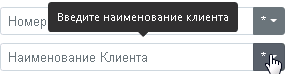 Введите наименование клиента
Номер *
Наименование Клиента *